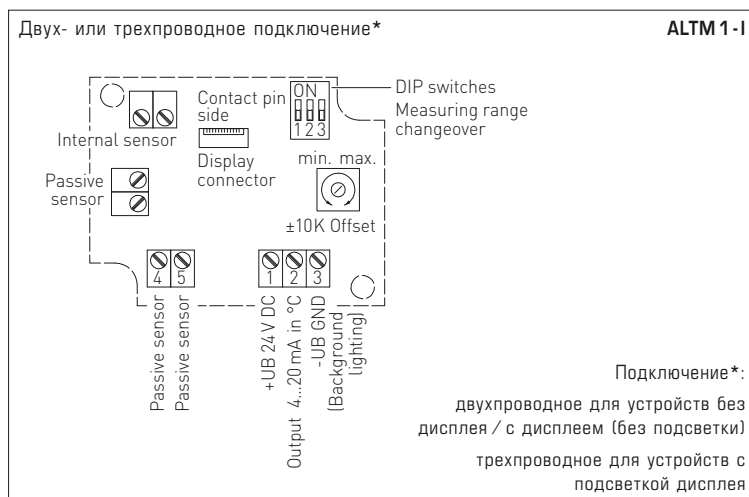 Двух- или трехпроводное подключение*
ALTM 1 - I
ON
1 2 3
DIP switches
Measuring range
changeover
Contact pin
side
Internal sensor
Display
connector
Passive
sensor
min. max.
±10K Offset
4 5
1 2 3
Passive sensor
Passive sensor
+UB 24 V DC
Output 4...20 mA in °C
-UB GND
(Background
lighting)
Подключение*:
двухпроводное для устройств без
дисплея / с дисплеем (без подсветки)
трехпроводное для устройств с
подсветкой дисплея